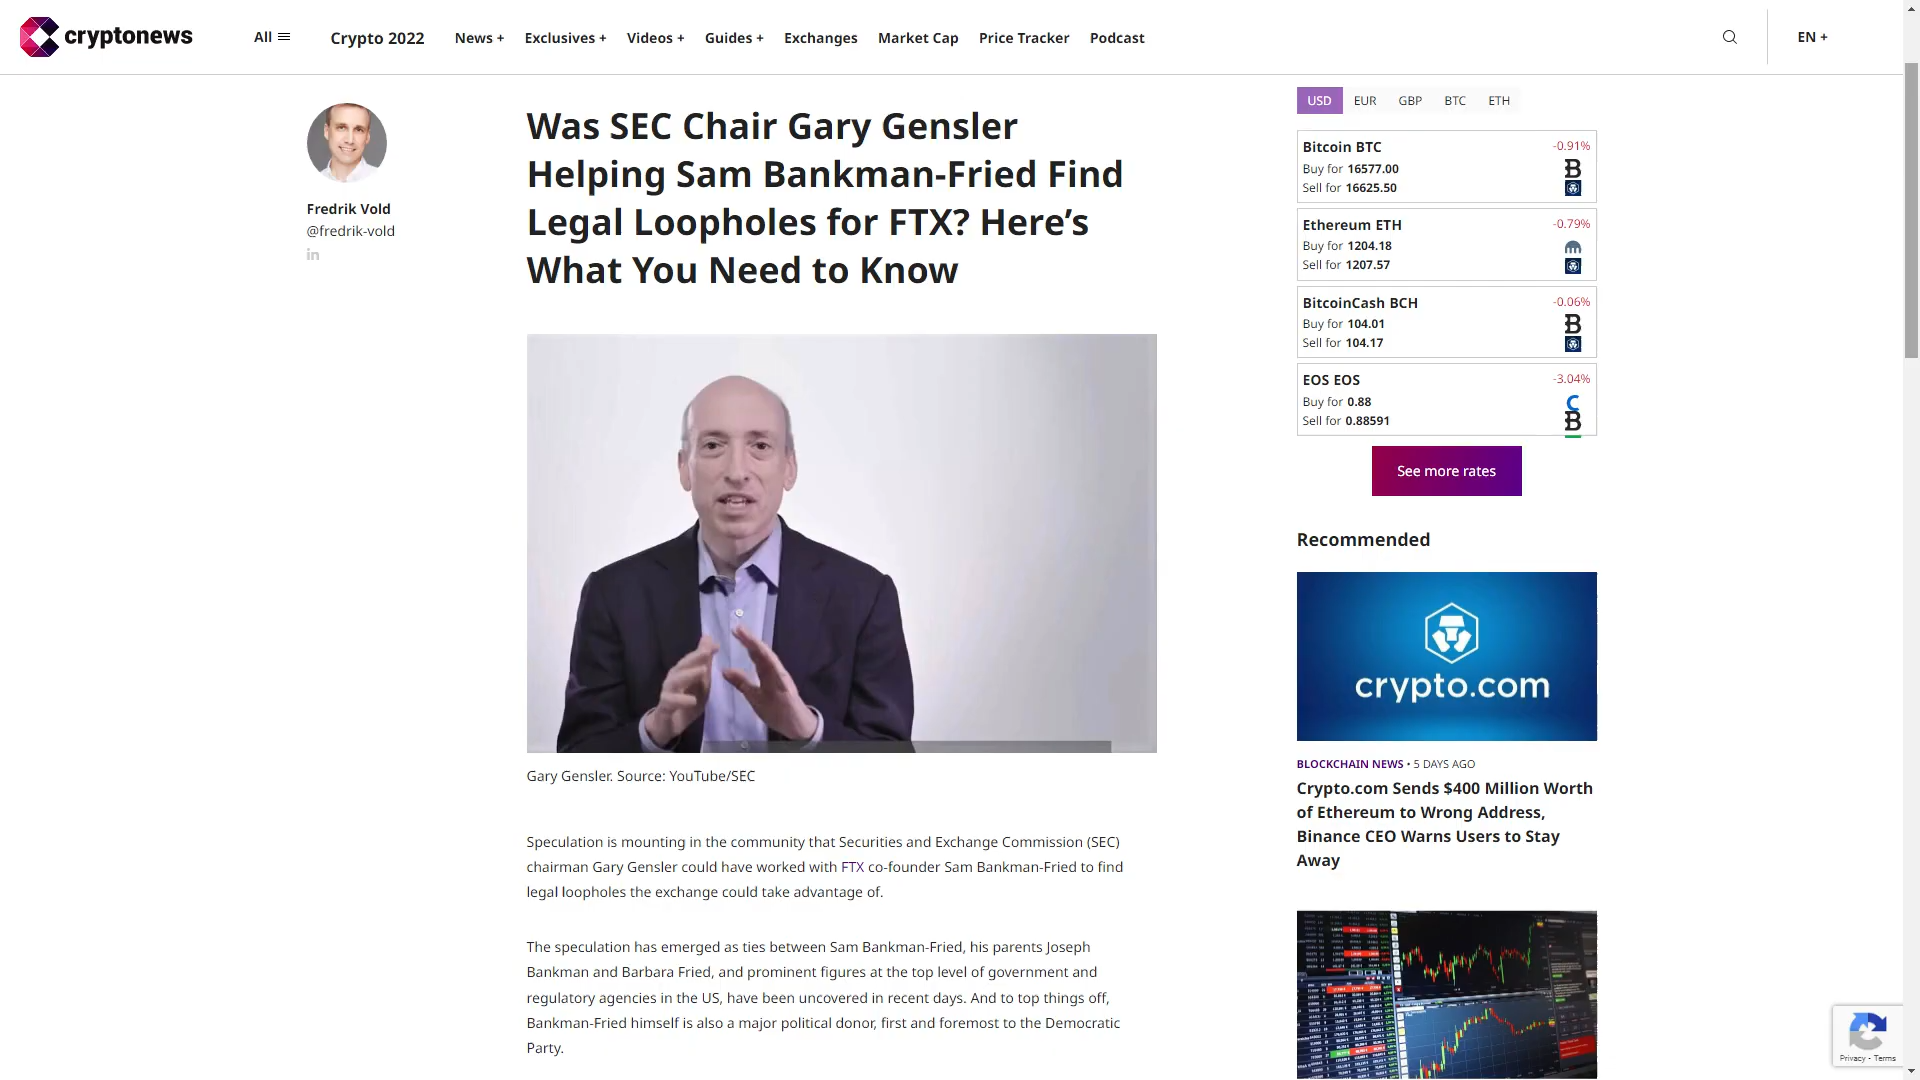 cryptonews
All
Crypto 2022
News +
Exclusives +
Videos +
Guides +
Exchanges
Market Cap
Price Tracker
Podcast
EN +
Fredrik Vold
@fredrik-vold
in
Was SEC Chair Gary Gensler
Helping Sam Bankman-Fried Find
Legal Loopholes for FTX? Here’s
What You Need to Know
Gary Gensler. Source: YouTube/SEC
Speculation is mounting in the community that Securities and Exchange Commission (SEC)
chairman Gary Gensler could have worked with FTX co-founder Sam Bankman-Fried to find
legal loopholes the exchange could take advantage of.
The speculation has emerged as ties between Sam Bankman-Fried, his parents Joseph
Bankman and Barbara Fried, and prominent figures at the top level of government and
regulatory agencies in the US, have been uncovered in recent days. And to top things off,
Bankman-Fried himself is also a major political donor, first and foremost to the Democratic
Party.
USD EUR GBP BTC ETH
Bitcoin BTC -0.91%
Buy for 16577.00
Sell for 16625.50
Ethereum ETH -0.79%
Buy for 1204.18
Sell for 1207.57
BitcoinCash BCH -0.06%
Buy for 104.01
Sell for 104.17
EOS EOS -3.04%
Buy for 0.88
Sell for 0.88591
See more rates
Recommended
crypto.com
BLOCKCHAIN NEWS • 5 DAYS AGO
Crypto.com Sends $400 Million Worth
of Ethereum to Wrong Address,
Binance CEO Warns Users to Stay
Away
Privacy - Terms